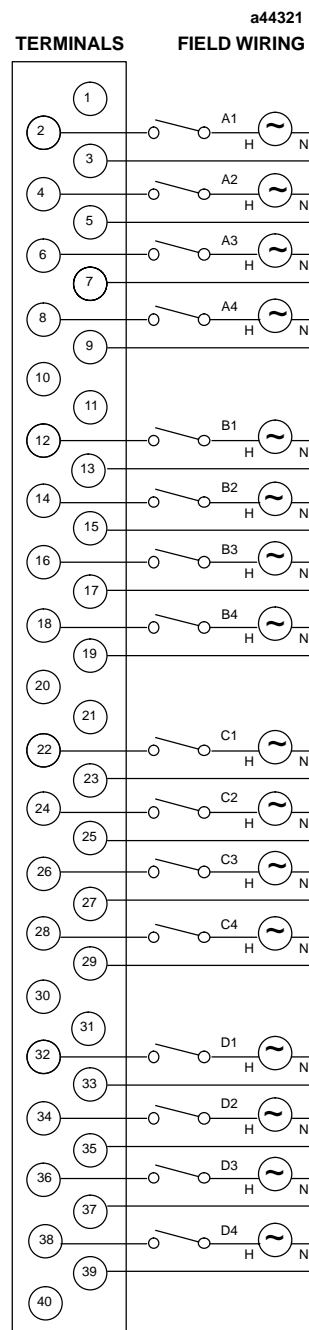 a44321
TERMINALS FIELD WIRING
1
2 A1
H N
3
4 A2
H N
5
6 A3
H N
7
8 A4
H N
9
10
11
12 B1
H N
13
14 B2
H N
15
16 B3
H N
17
18 B4
H N
19
20
21
22 C1
H N
23
24 C2
H N
25
26 C3
H N
27
28 C4
H N
29
30
31
32 D1
H N
33
34 D2
H N
35
36 D3
H N
37
38 D4
H N
39
40